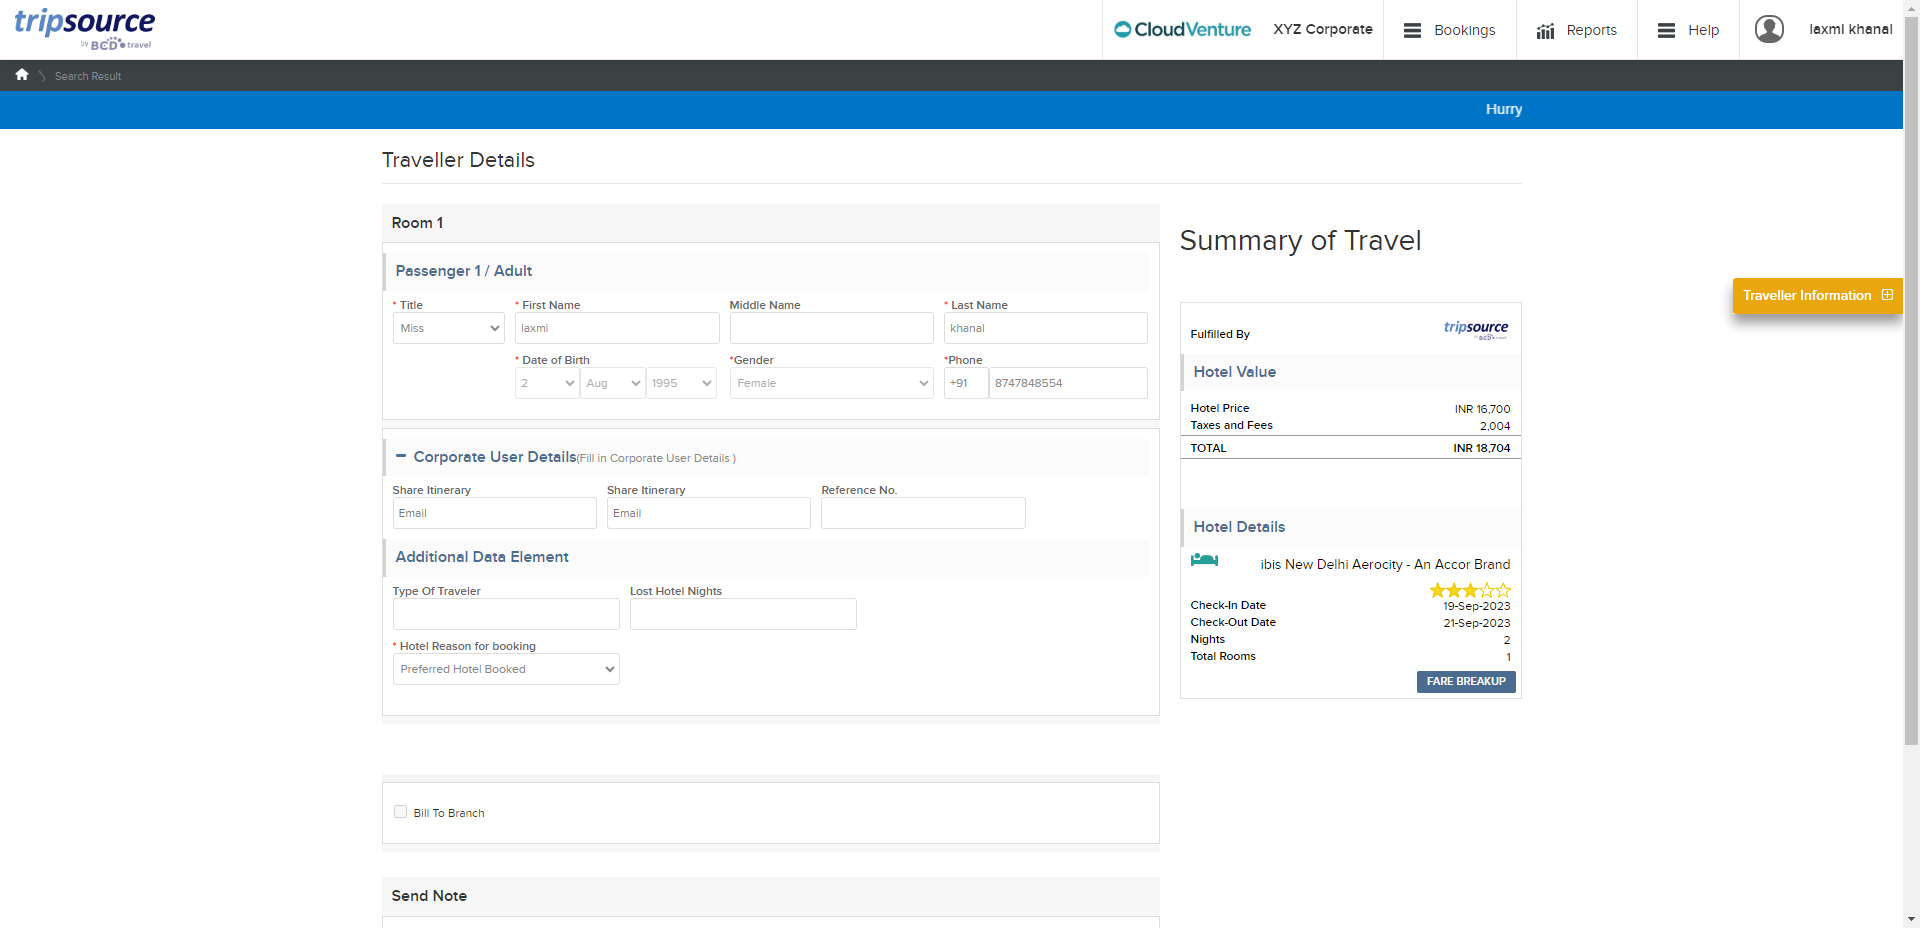 tripsource
by BCD travel
CloudVenture
XYZ Corporate
Bookings
Reports
Help
laxmi khanal
Search Result
Hurry
Traveller Details
Room 1
Passenger 1 / Adult
* Title
* First Name
Middle Name
* Last Name
Miss
laxmi
khanal
* Date of Birth
*Gender
*Phone
2
Aug
1995
Female
+91
8747848554
Corporate User Details(Fill in Corporate User Details )
Share Itinerary
Share Itinerary
Reference No.
Email
Email
Additional Data Element
Type Of Traveler
Lost Hotel Nights
* Hotel Reason for booking
Preferred Hotel Booked
Bill To Branch
Send Note
Summary of Travel
Traveller Information
Fulfilled By
tripsource
by BCD travel
Hotel Value
Hotel Price INR 16,700
Taxes and Fees 2,004
TOTAL INR 18,704
Hotel Details
ibis New Delhi Aerocity - An Accor Brand
Check-In Date 19-Sep-2023
Check-Out Date 21-Sep-2023
Nights 2
Total Rooms 1
FARE BREAKUP